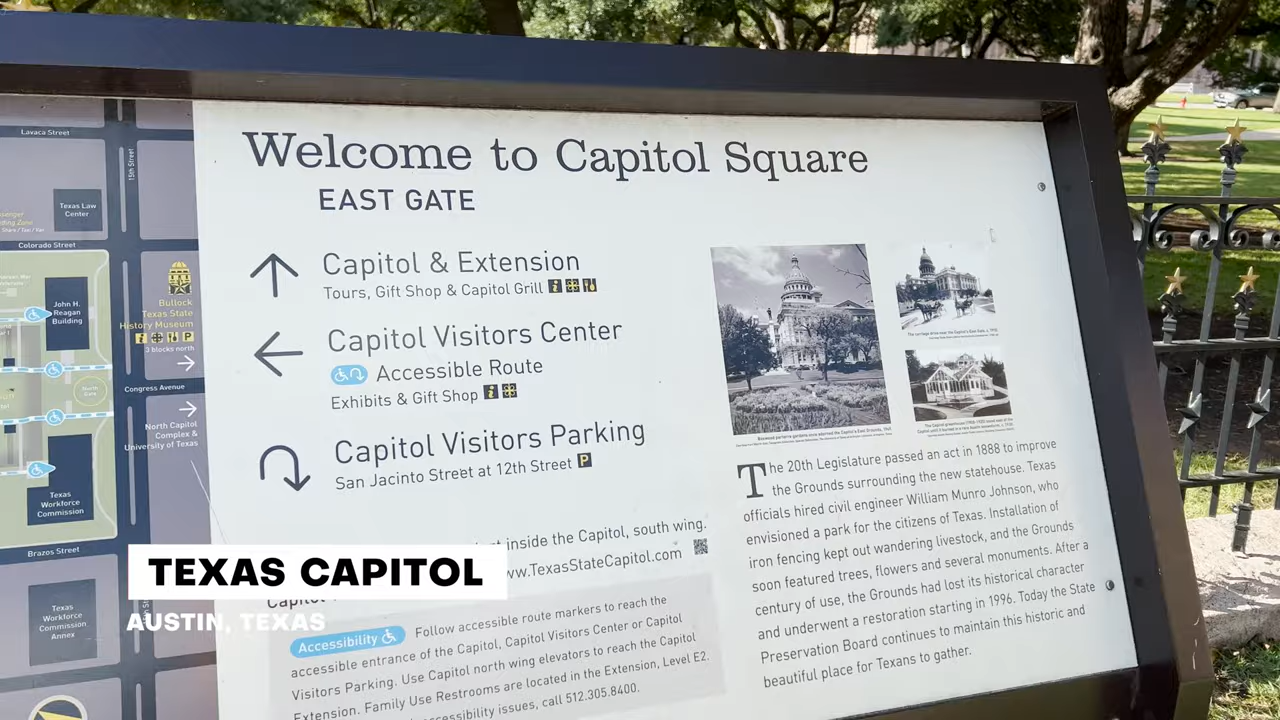 Lavaca Street
15th Street
Texas Law
Center
Colorado Street
John H.
Reagan
Building
Bullock
Texas State
History Museum
3 blocks north
North
Gate
Congress Avenue
North Capitol
Complex &
University of Texas
Texas
Workforce
Commission
Brazos Street
Texas
Workforce
Commission
Annex
Welcome to Capitol Square
EAST GATE
Capitol & Extension
Tours, Gift Shop & Capitol Grill
Capitol Visitors Center
Accessible Route
Exhibits & Gift Shop
Capitol Visitors Parking
San Jacinto Street at 12th Street P
inside the Capitol, south wing.
www.TexasStateCapitol.com
Accessibility Follow accessible route markers to reach the
accessible entrance of the Capitol, Capitol Visitors Center or Capitol
Visitors Parking. Use Capitol north wing elevators to reach the Capitol
Extension. Family Use Restrooms are located in the Extension, Level E2.
accessibility issues, call 512.305.8400.
The 20th Legislature passed an act in 1888 to improve
the Grounds surrounding the new statehouse. Texas
officials hired civil engineer William Munro Johnson, who
envisioned a park for the citizens of Texas. Installation of
iron fencing kept out wandering livestock, and the Grounds
soon featured trees, flowers and several monuments. After a
century of use, the Grounds had lost its historical character
and underwent a restoration starting in 1996. Today the State
Preservation Board continues to maintain this historic and
beautiful place for Texans to gather.
TEXAS CAPITOL
AUSTIN, TEXAS